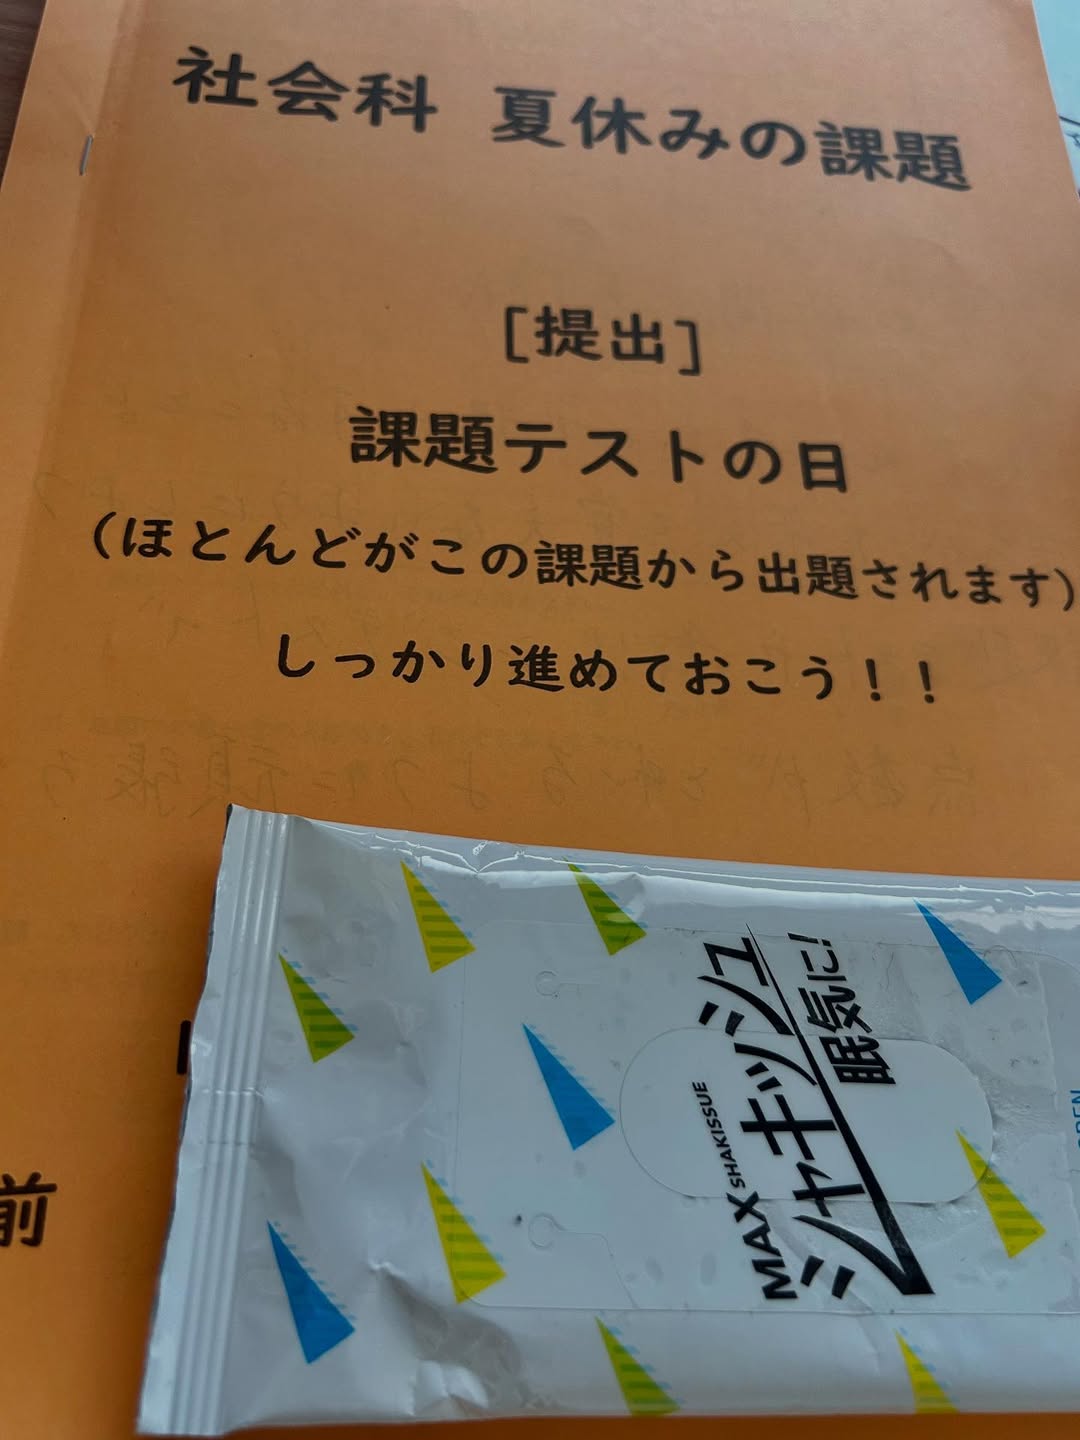 社会科 夏休みの課題
[提出]
課題テストの日
（ほとんどがこの課題から出題されます）
しっかり進めておこう！！
前
MAX SHAKISSUE
シャキッシュ
眠気に!